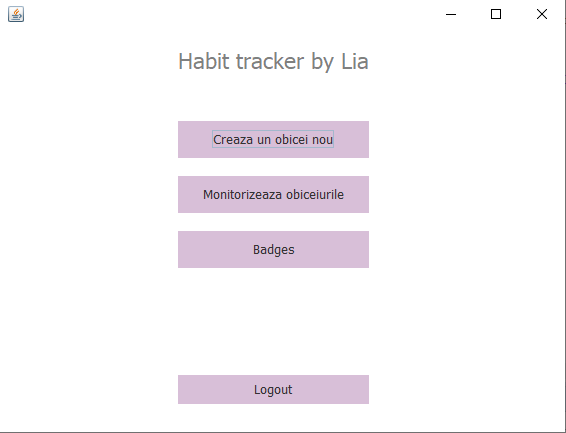 Habit tracker by Lia
Creaza un obicei nou
Monitorizeaza obiceiurile
Badges
Logout